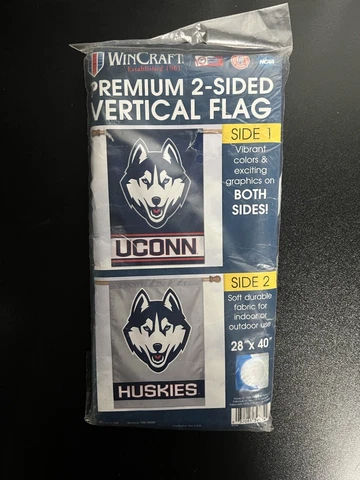 WINCRAFT
Established 1961
NCAA
PREMIUM 2-SIDED
VERTICAL FLAG
SIDE 1
Vibrant
colors &
exciting
graphics on
BOTH
SIDES!
UCONN
SIDE 2
Soft durable
fabric for
indoor or
outdoor use
28" x 40"
HUSKIES